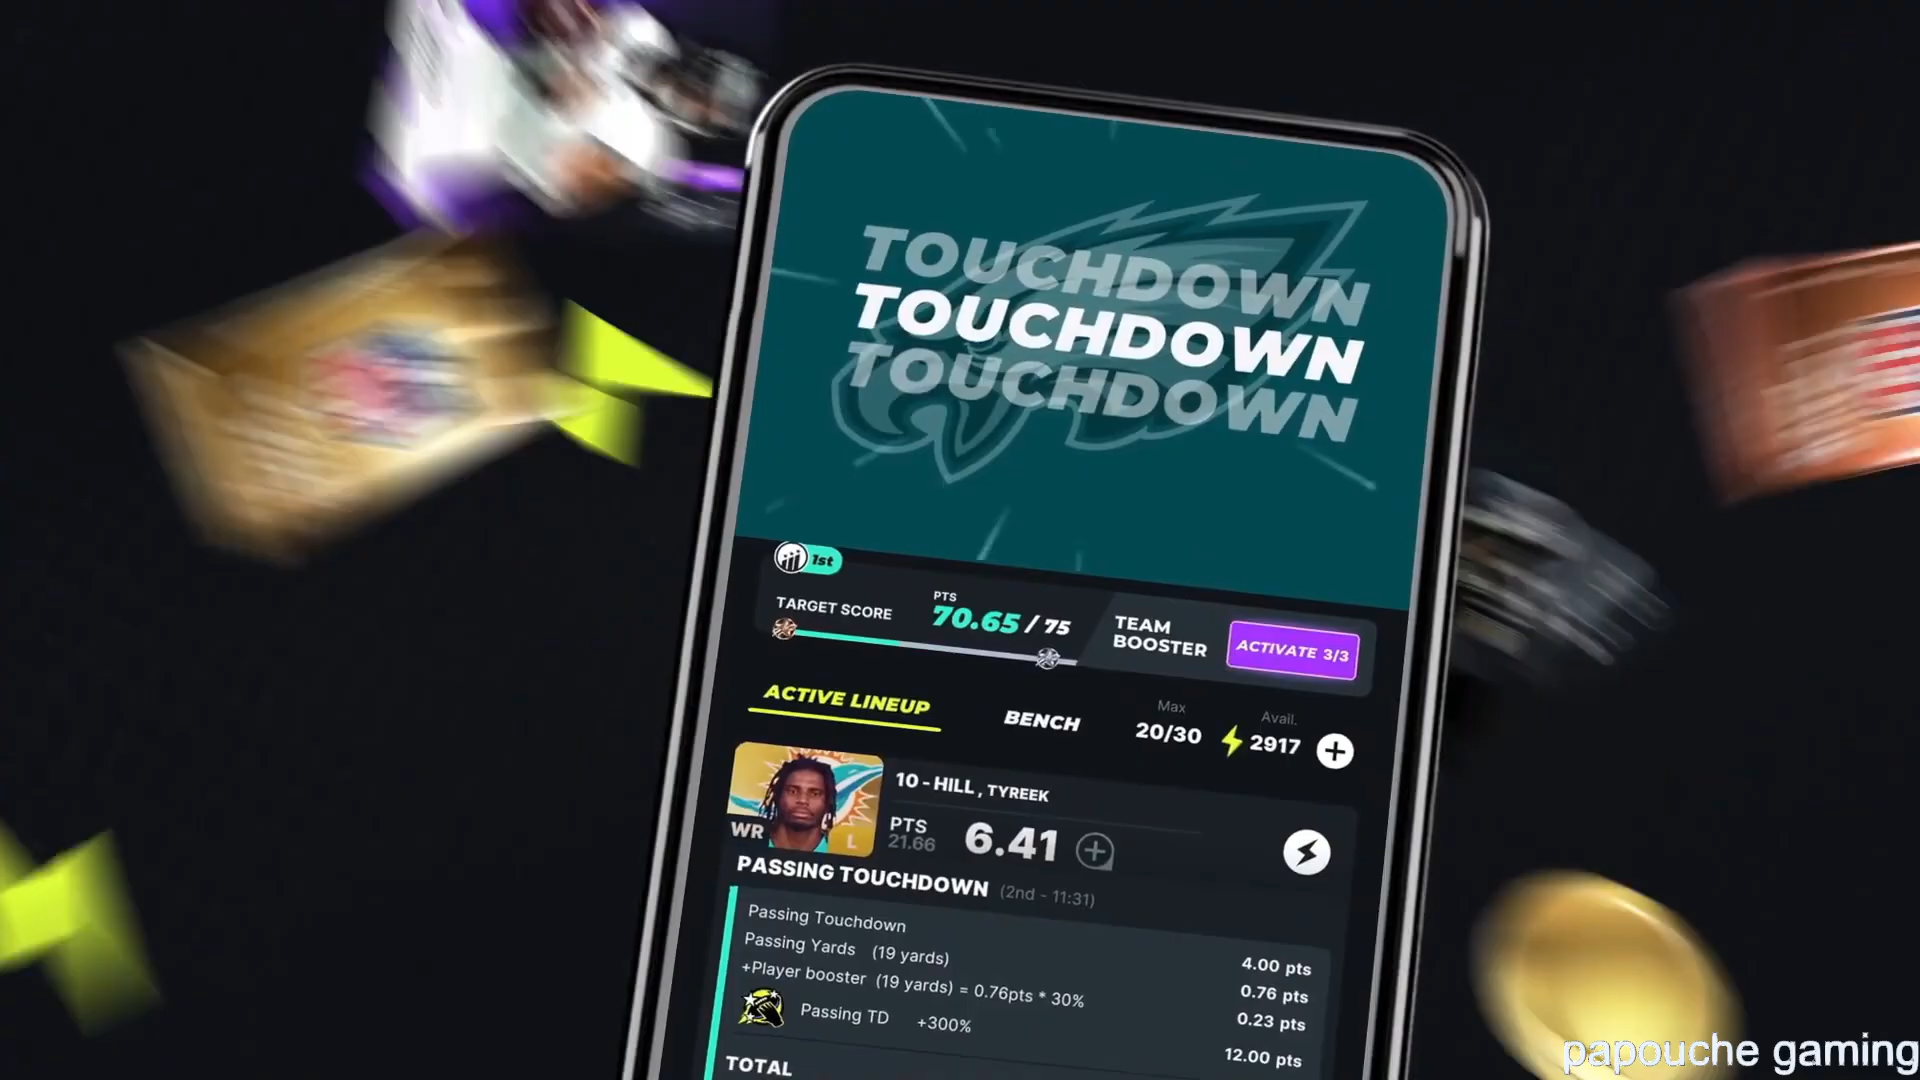 TOUCHDOWN
TOUCHDOWN
TOUCHDOWN
1st
TARGET SCORE
PTS
70.65 / 75
TEAM
BOOSTER
ACTIVATE 3/3
ACTIVE LINEUP
BENCH
Max
20/30
Avail.
2917
WR
L
10 - HILL, TYREEK
PTS
21.66
6.41
PASSING TOUCHDOWN (2nd - 11:31)
Passing Touchdown 4.00 pts
Passing Yards (19 yards) 0.76 pts
+Player booster (19 yards) = 0.76pts * 30% 0.23 pts
Passing TD +300% 12.00 pts
TOTAL
papouche gaming